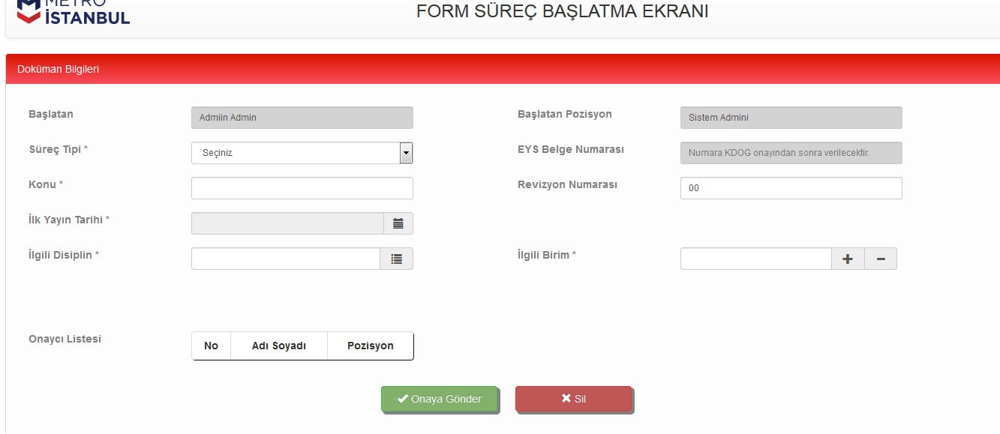 METRO
İSTANBUL
FORM SÜREÇ BAŞLATMA EKRANI
Doküman Bilgileri
Başlatan
Admiin Admin
Başlatan Pozisyon
Sistem Admini
Süreç Tipi *
Seçiniz
EYS Belge Numarası
Numara KDOG onayından sonra verilecektir.
Konu *
Revizyon Numarası
00
İlk Yayın Tarihi *
İlgili Disiplin *
İlgili Birim *
Onaycı Listesi
No Adı Soyadı Pozisyon
Onaya Gönder
Sil